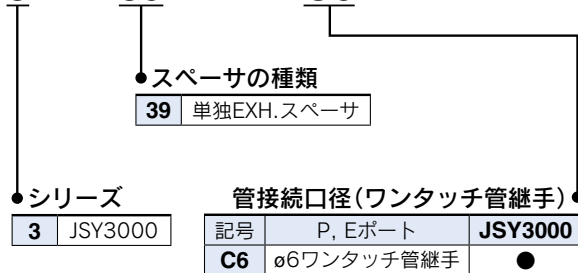 スペーサの種類
39 単独EXH.スペーサ
シリーズ
3 JSY3000
管接続口径(ワンタッチ管継手)
記号 P, Eポート JSY3000
C6 ø6ワンタッチ管継手 ●